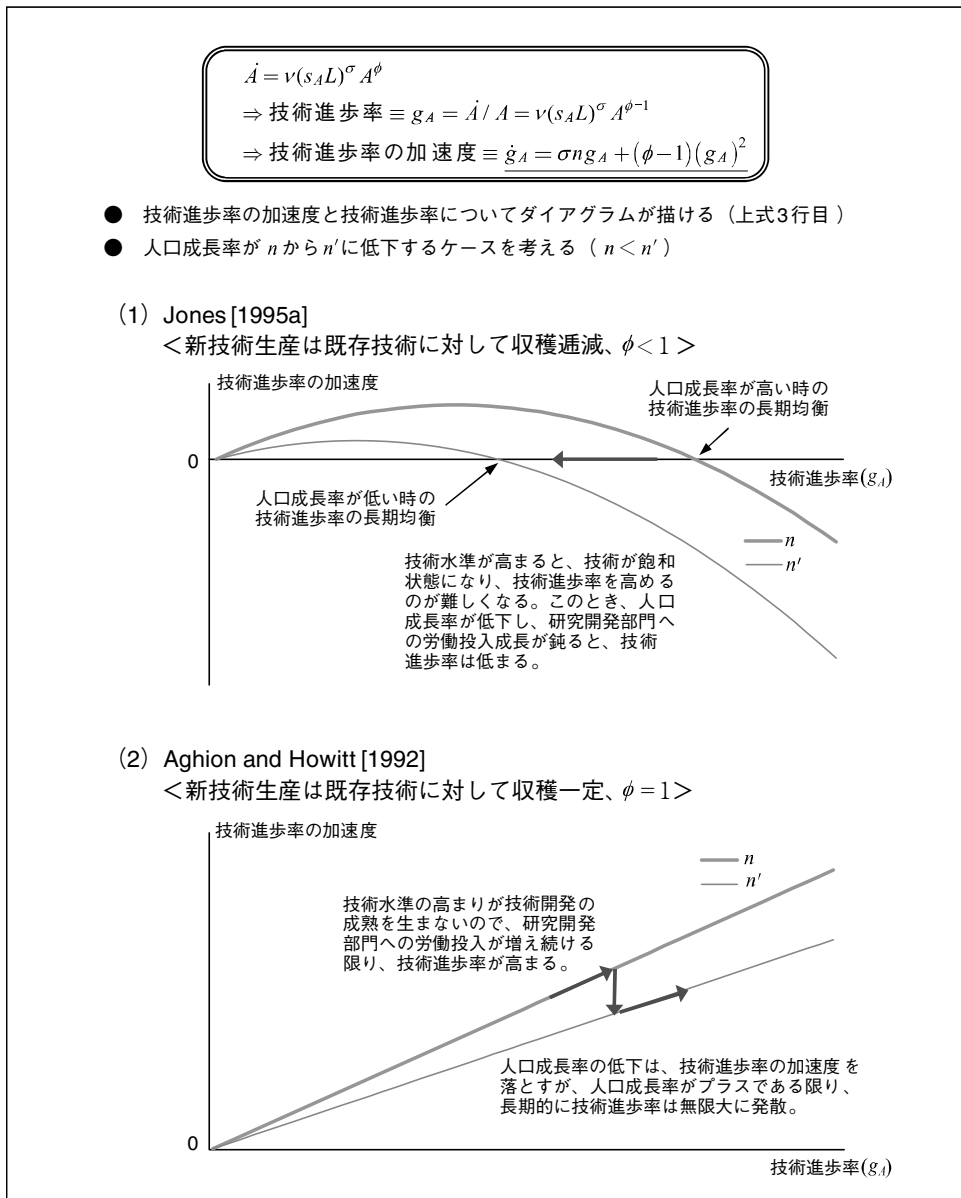 Ȧ = ν(s_A L)^σ A^φ
⇒ 技術進歩率 ≡ g_A = Ȧ / A = ν(s_A L)^σ A^{φ−1}
⇒ 技術進歩率の加速度 ≡ ġ_A = σng_A + (φ−1)(g_A)^2
● 技術進歩率の加速度と技術進歩率についてダイアグラムが描ける（上式3行目）
● 人口成長率が n から n′に低下するケースを考える（ n < n′ ）
（1）Jones [1995a]
＜新技術生産は既存技術に対して収穫逓減、φ < 1 ＞
技術進歩率の加速度
人口成長率が高い時の
技術進歩率の長期均衡
0
技術進歩率(g_A)
人口成長率が低い時の
技術進歩率の長期均衡
n
n′
技術水準が高まると、技術が飽和
状態になり、技術進歩率を高める
のが難しくなる。このとき、人口
成長率が低下し、研究開発部門へ
の労働投入成長が鈍ると、技術
進歩率は低まる。
（2）Aghion and Howitt [1992]
＜新技術生産は既存技術に対して収穫一定、φ = 1＞
技術進歩率の加速度
n
n′
技術水準の高まりが技術開発の
成熟を生まないので、研究開発
部門への労働投入が増え続ける
限り、技術進歩率が高まる。
人口成長率の低下は、技術進歩率の加速度 を
落とすが、人口成長率がプラスである限り、
長期的に技術進歩率は無限大に発散。
0
技術進歩率(g_A)